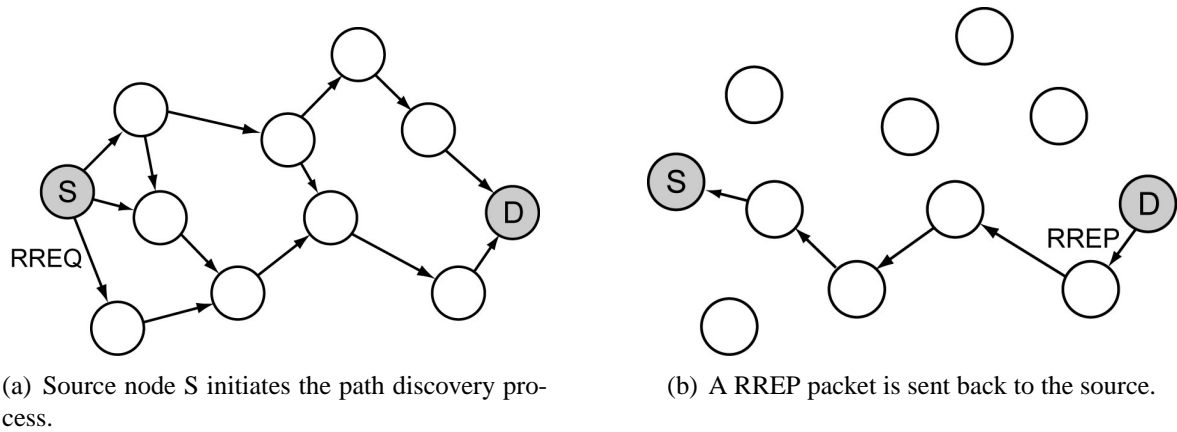 S
RREQ
D
S
RREP
D
(a) Source node S initiates the path discovery pro-
cess.
(b) A RREP packet is sent back to the source.